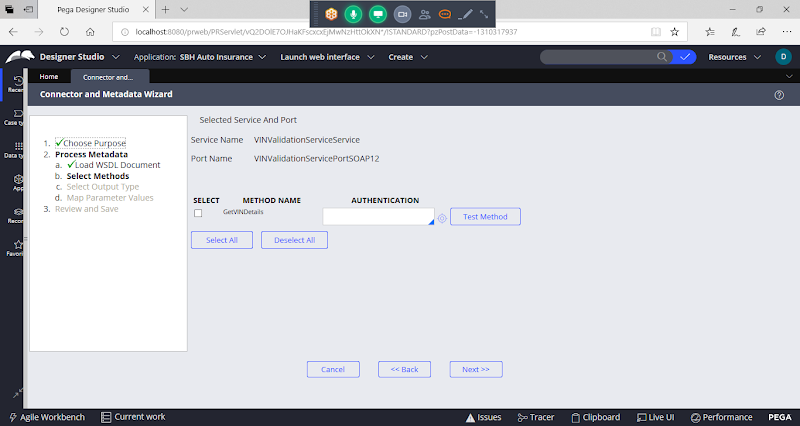 Pega Designer Studio
localhost:8080/prweb/PRServlet/vQ2DOlE7OJHaKFscxcxEjMwNzHttOkXN*/!STANDARD?pzPostData=-1310317937
Designer Studio Application: SBH Auto Insurance Launch web interface Create Resources D
Recen
Home Connector and...
Connector and Metadata Wizard
Case ty
Data ty
App
Recor
Favorit
1. Choose Purpose
2. Process Metadata
a. Load WSDL Document
b. Select Methods
c. Select Output Type
d. Map Parameter Values
3. Review and Save
Selected Service And Port
Service Name VINValidationServiceService
Port Name VINValidationServicePortSOAP12
SELECT METHOD NAME AUTHENTICATION
GetVINDetails Test Method
Select All Deselect All
Cancel << Back Next >>
Agile Workbench Current work Issues Tracer Clipboard Live UI Performance PEGA